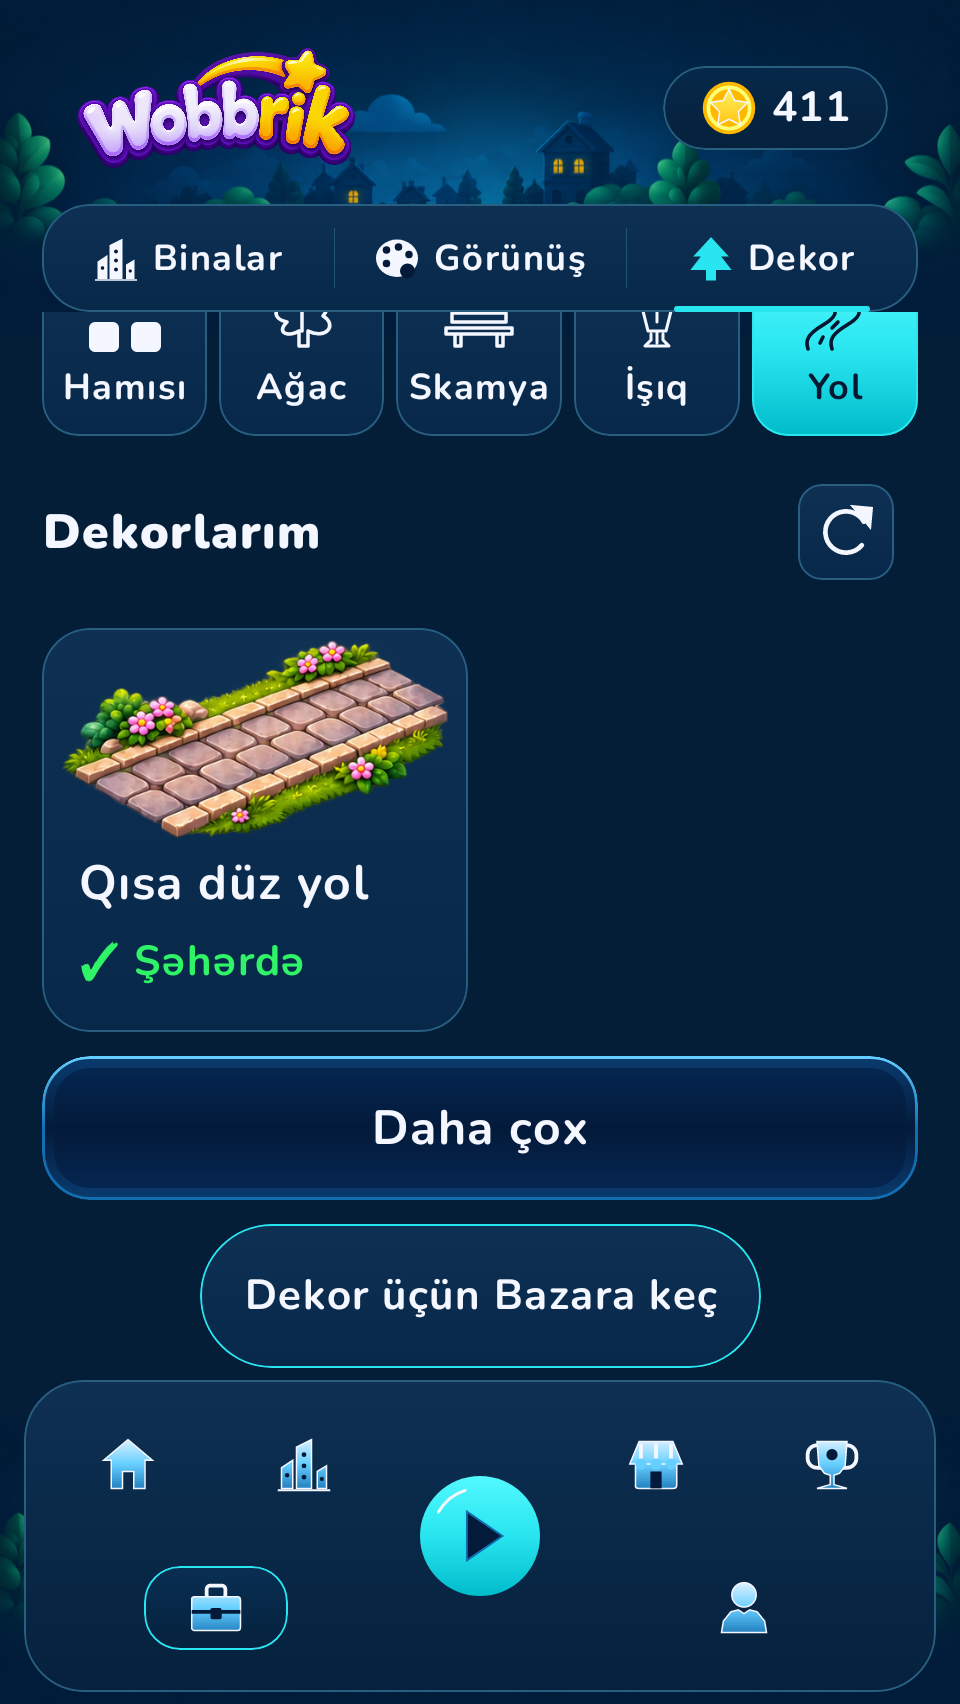 Wobbrik
411
Binalar
Görünüş
Dekor
Hamısı
Ağac
Skamya
İşıq
Yol
Dekorlarım
Qısa düz yol
✓ Şəhərdə
Daha çox
Dekor üçün Bazara keç